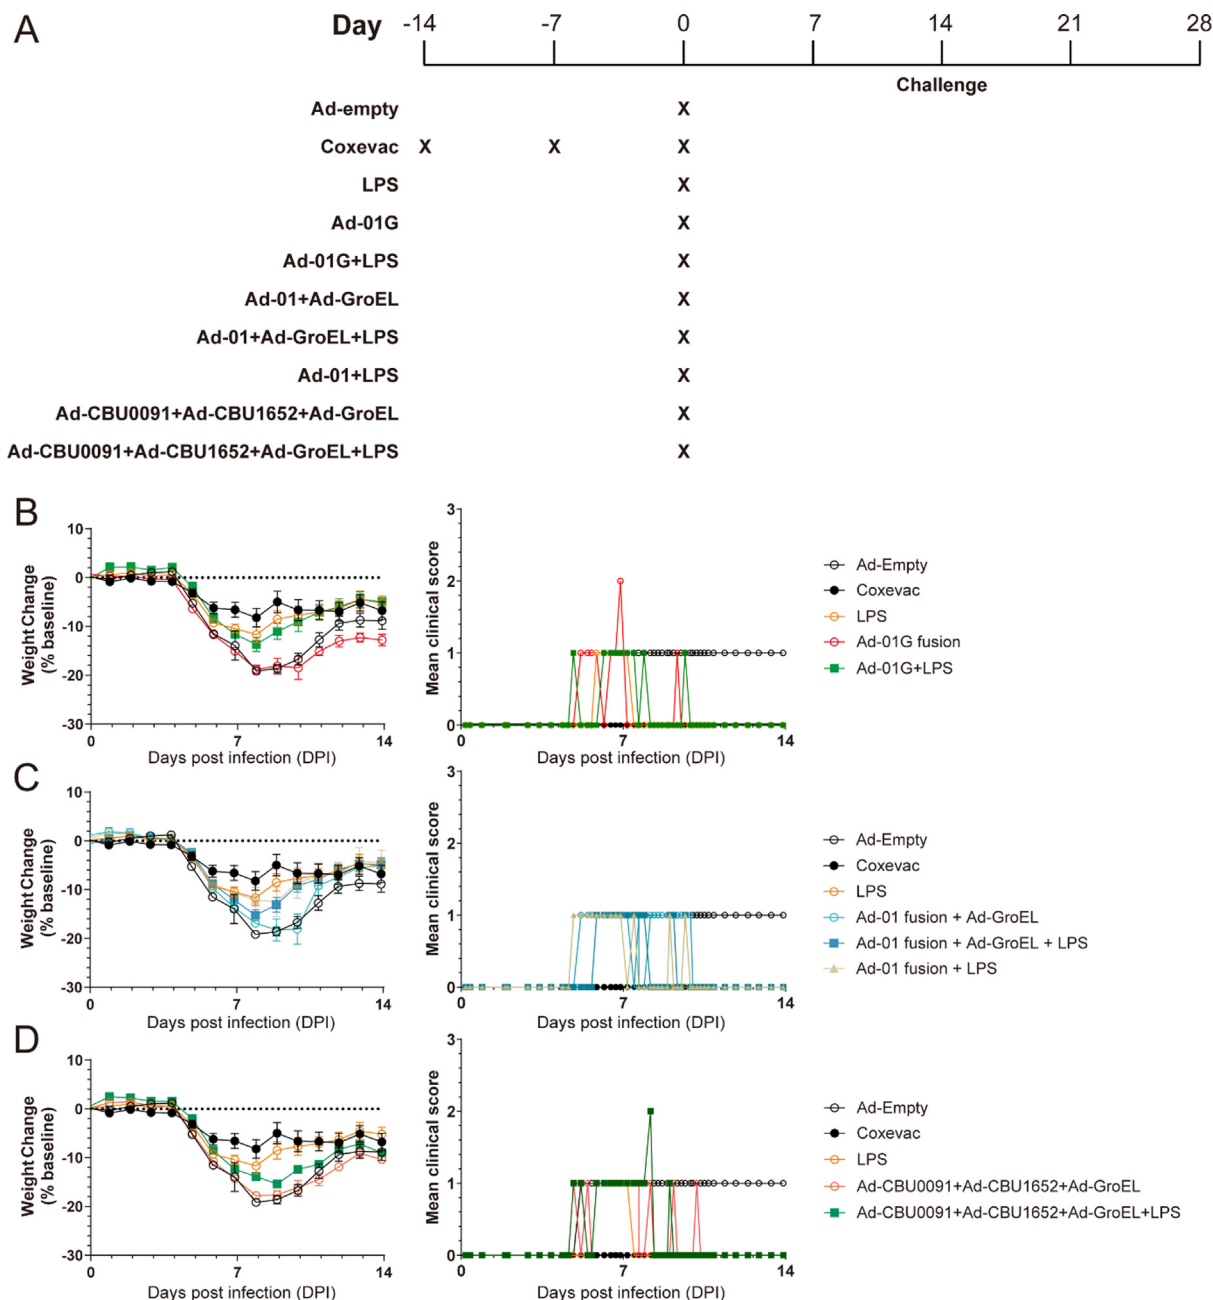 A
Day -14 -7 0 7 14 21 28
Challenge
Ad-empty X
Coxevac X X X
LPS X
Ad-01G X
Ad-01G+LPS X
Ad-01+Ad-GroEL X
Ad-01+Ad-GroEL+LPS X
Ad-01+LPS X
Ad-CBU0091+Ad-CBU1652+Ad-GroEL X
Ad-CBU0091+Ad-CBU1652+Ad-GroEL+LPS X
B
Weight Change
(% baseline)
10
0
-10
-20
-30
0 7 14
Days post infection (DPI)
Mean clinical score
3
2
1
0
0 7 14
Days post infection (DPI)
Ad-Empty
Coxevac
LPS
Ad-01G fusion
Ad-01G+LPS
C
Weight Change
(% baseline)
10
0
-10
-20
-30
0 7 14
Days post infection (DPI)
Mean clinical score
3
2
1
0
0 7 14
Days post infection (DPI)
Ad-Empty
Coxevac
LPS
Ad-01 fusion + Ad-GroEL
Ad-01 fusion + Ad-GroEL + LPS
Ad-01 fusion + LPS
D
Weight Change
(% baseline)
10
0
-10
-20
-30
0 7 14
Days post infection (DPI)
Mean clinical score
3
2
1
0
0 7 14
Days post infection (DPI)
Ad-Empty
Coxevac
LPS
Ad-CBU0091+Ad-CBU1652+Ad-GroEL
Ad-CBU0091+Ad-CBU1652+Ad-GroEL+LPS